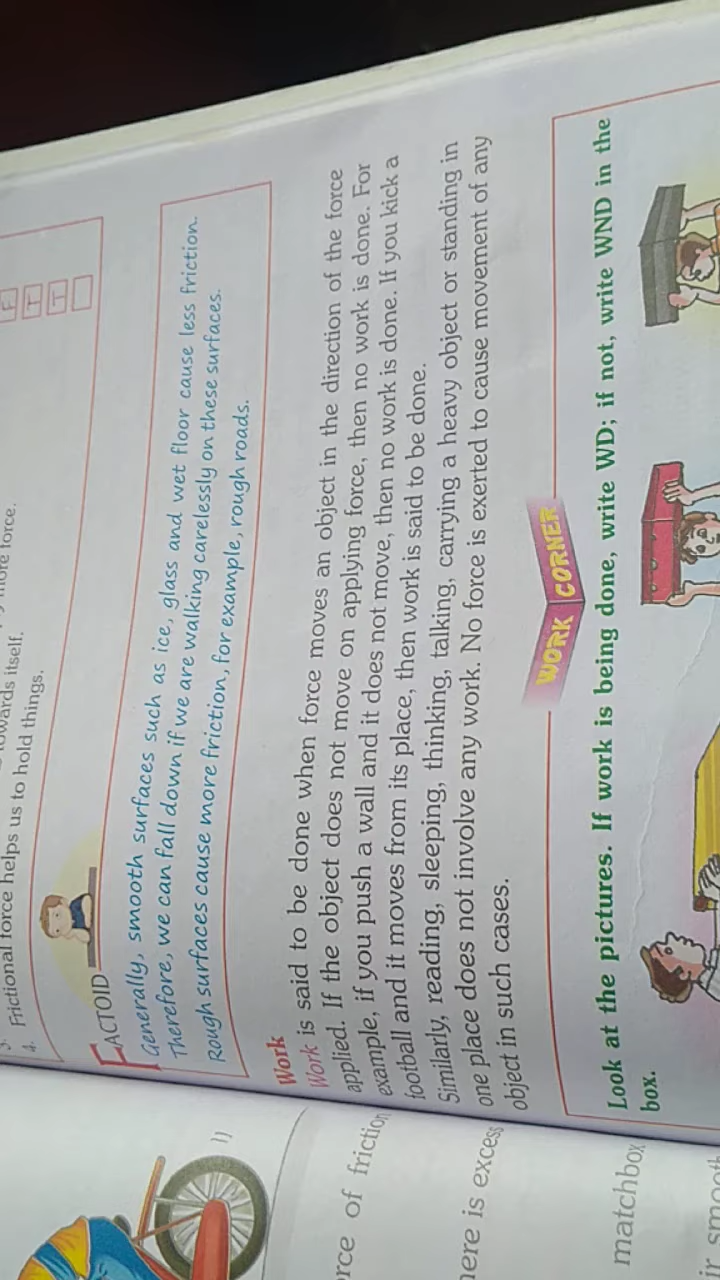 more force.
towards itself.
3. Frictional force helps us to hold things.
4.
F
T
T
FACTOID
Generally, smooth surfaces such as ice, glass and wet floor cause less friction.
Therefore, we can fall down if we are walking carelessly on these surfaces.
Rough surfaces cause more friction, for example, rough roads.
Work
Work is said to be done when force moves an object in the direction of the force
applied. If the object does not move on applying force, then no work is done. For
example, if you push a wall and it does not move, then no work is done. If you kick a
football and it moves from its place, then work is said to be done.
Similarly, reading, sleeping, thinking, talking, carrying a heavy object or standing in
one place does not involve any work. No force is exerted to cause movement of any
object in such cases.
WORK CORNER
Look at the pictures. If work is being done, write WD; if not, write WND in the
box.
of friction
here is excess
matchbox